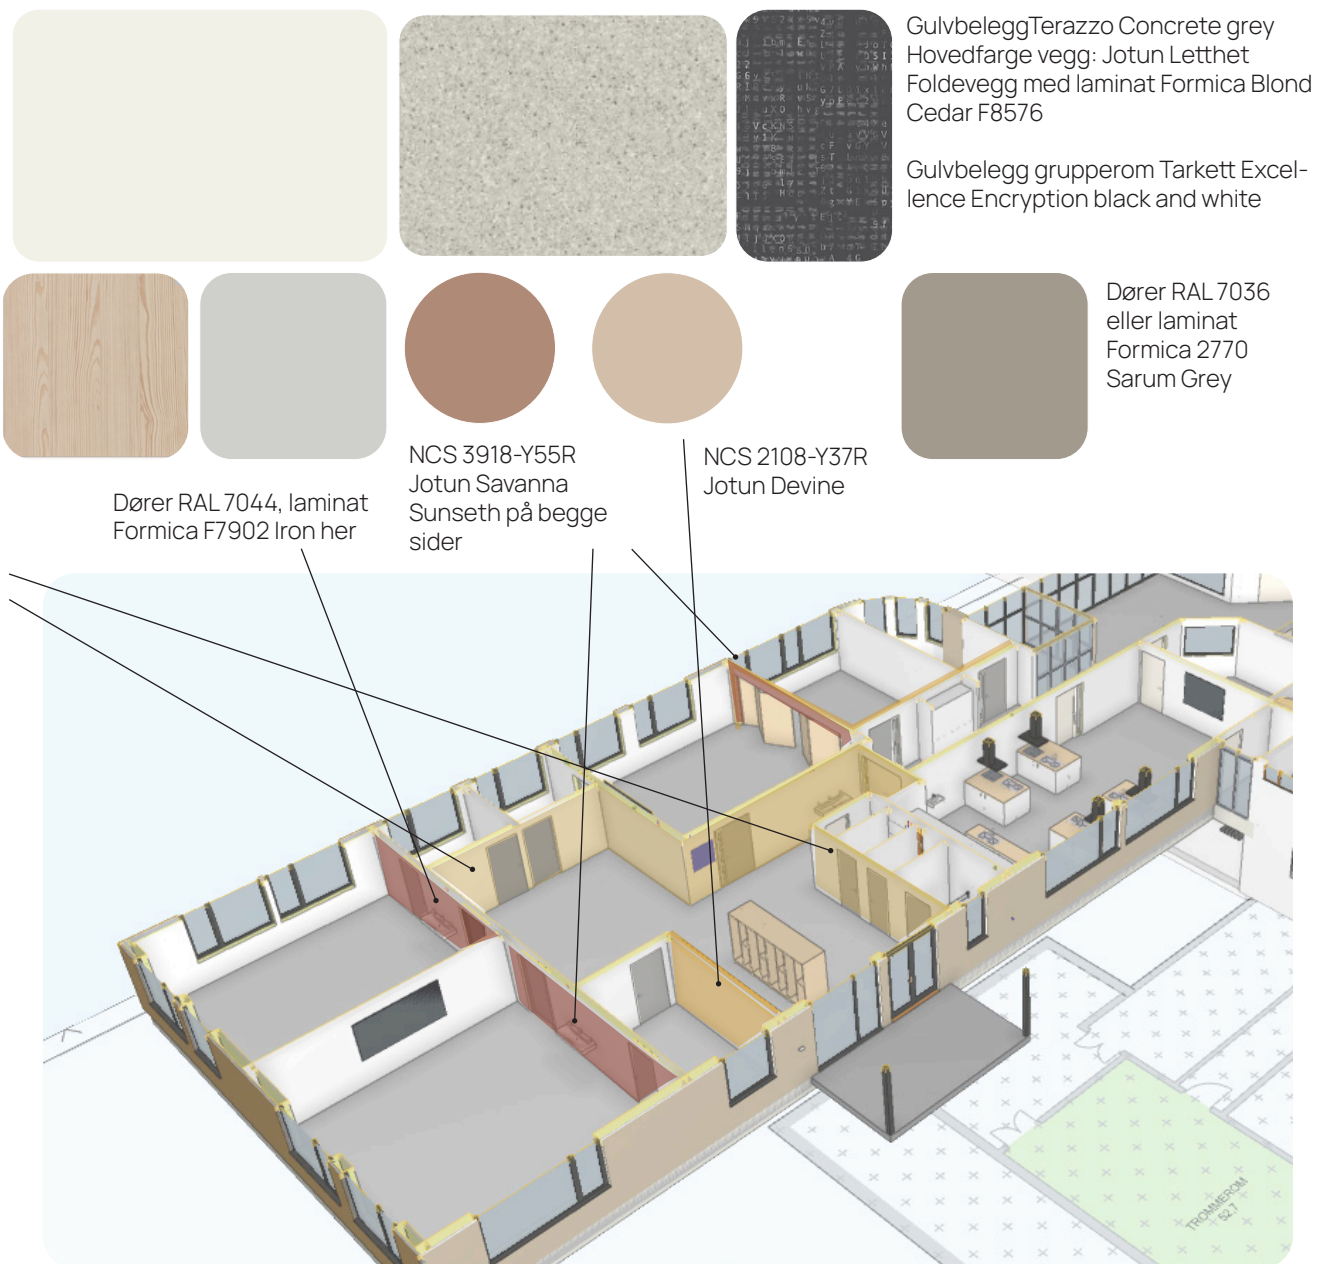 GulvbeleggTerazzo Concrete grey
Hovedfarge vegg: Jotun Letthet
Foldevegg med laminat Formica Blond
Cedar F8576
Gulvbelegg grupperom Tarkett Excel-
lence Encryption black and white
Dører RAL 7036
eller laminat
Formica 2770
Sarum Grey
NCS 3918-Y55R
Jotun Savanna
Sunseth på begge
sider
NCS 2108-Y37R
Jotun Devine
Dører RAL 7044, laminat
Formica F7902 Iron her
TROMMEROM
52,7